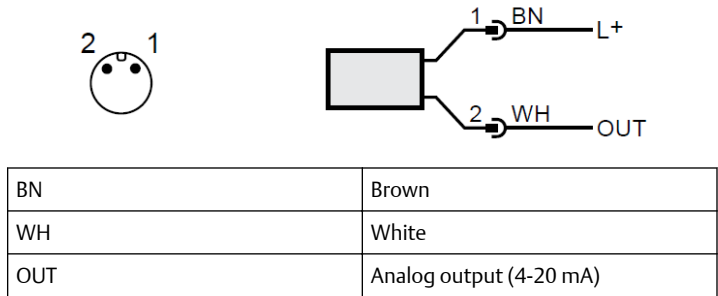 2 1
1 BN L+
2 WH OUT
BN Brown
WH White
OUT Analog output (4-20 mA)